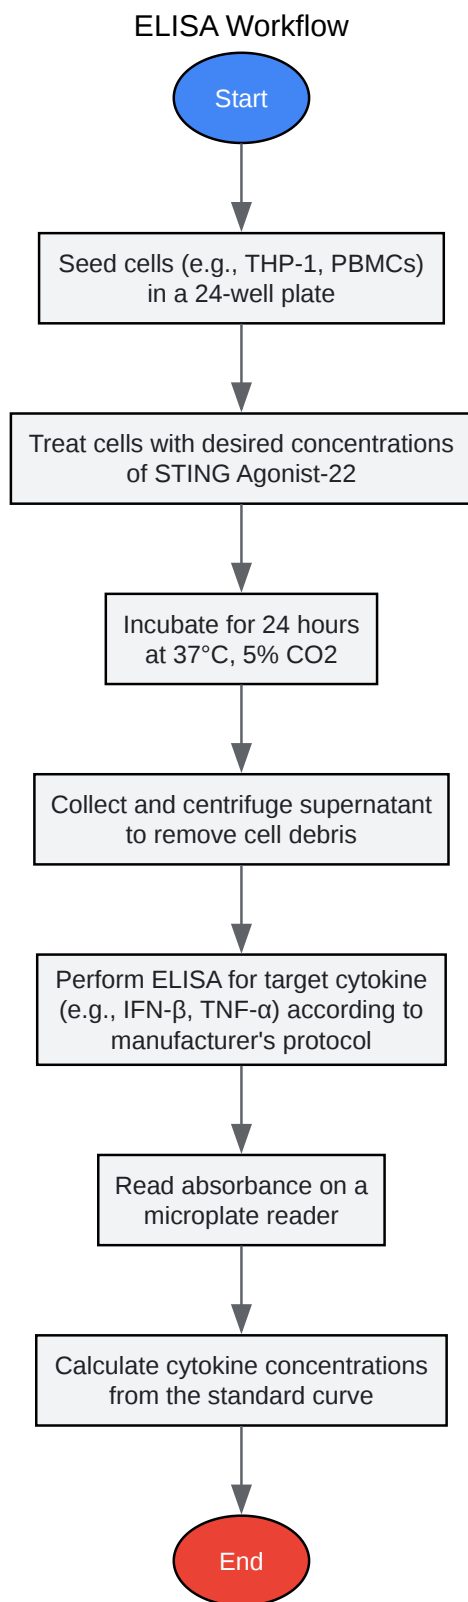 ELISA Workflow
Start
Seed cells (e.g., THP-1, PBMCs)
in a 24-well plate
Treat cells with desired concentrations
of STING Agonist-22
Incubate for 24 hours
at 37°C, 5% CO2
Collect and centrifuge supernatant
to remove cell debris
Perform ELISA for target cytokine
(e.g., IFN-β, TNF-α) according to
manufacturer's protocol
Read absorbance on a
microplate reader
Calculate cytokine concentrations
from the standard curve
End